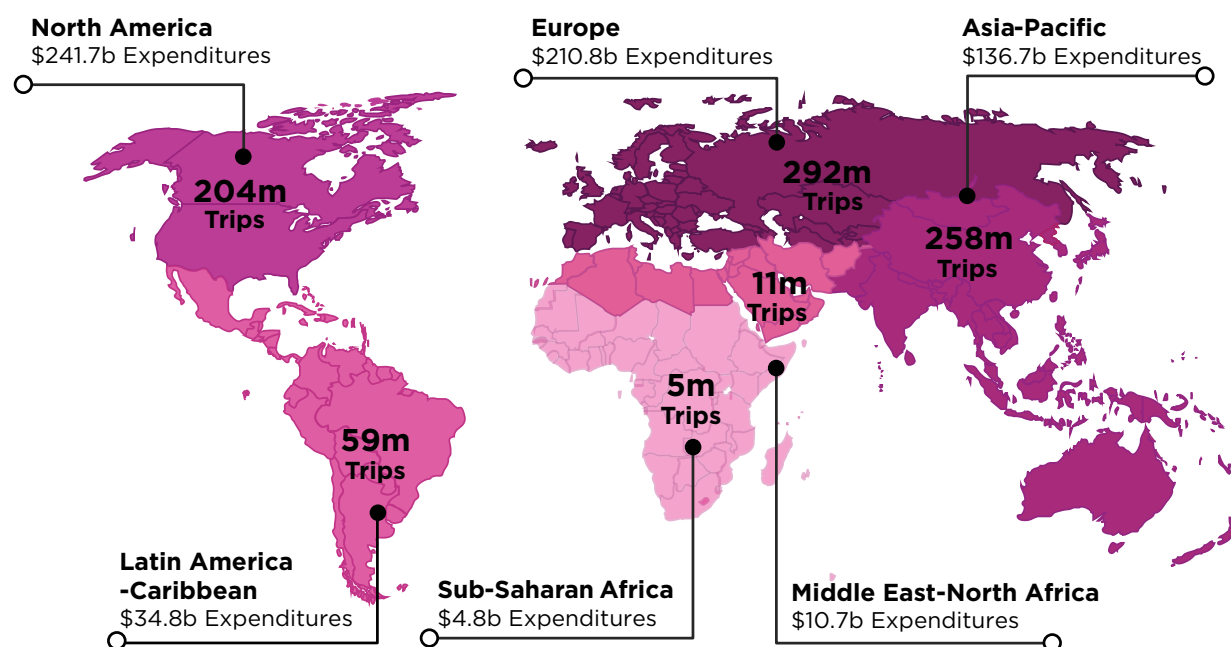 North America
$241.7b Expenditures
Europe
$210.8b Expenditures
Asia-Pacific
$136.7b Expenditures
204m
Trips
292m
Trips
258m
Trips
11m
Trips
5m
Trips
59m
Trips
Latin America
-Caribbean
$34.8b Expenditures
Sub-Saharan Africa
$4.8b Expenditures
Middle East-North Africa
$10.7b Expenditures